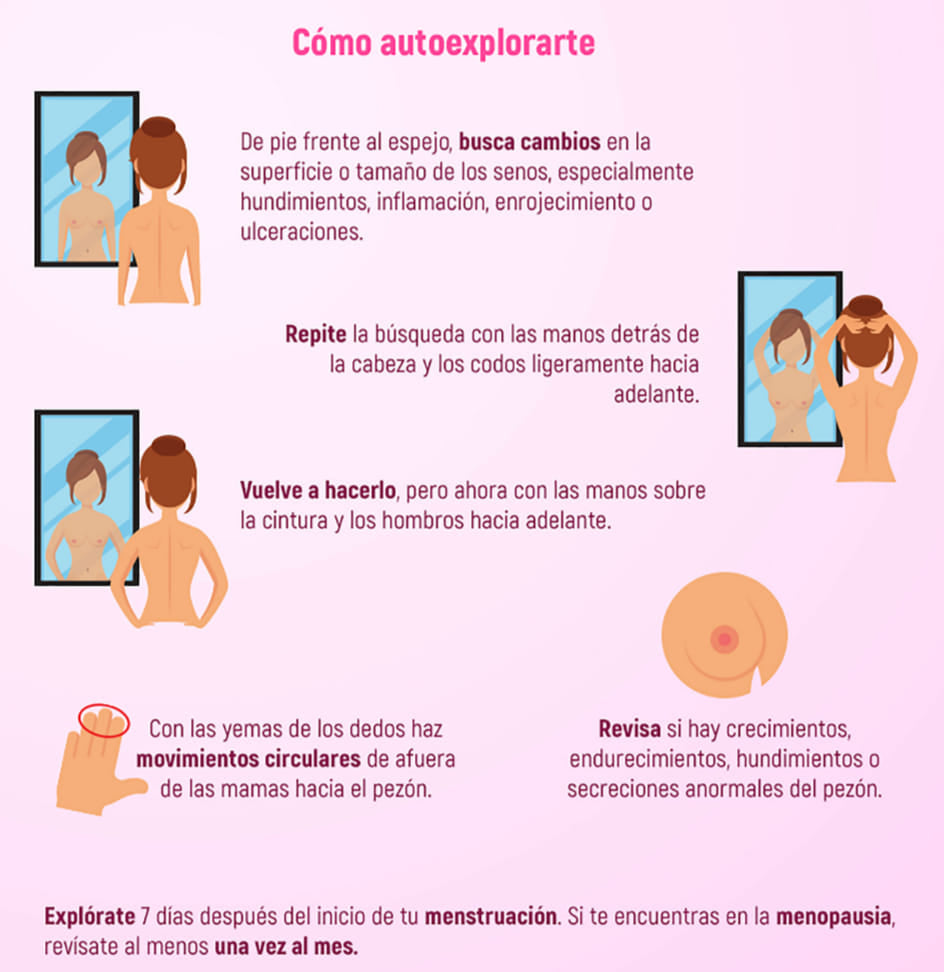 Cómo autoexplorarte
De pie frente al espejo, busca cambios en la
superficie o tamaño de los senos, especialmente
hundimientos, inflamación, enrojecimiento o
ulceraciones.
Repite la búsqueda con las manos detrás de
la cabeza y los codos ligeramente hacia
adelante.
Vuelve a hacerlo, pero ahora con las manos sobre
la cintura y los hombros hacia adelante.
Con las yemas de los dedos haz
movimientos circulares de afuera
de las mamas hacia el pezón.
Revisa si hay crecimientos,
endurecimientos, hundimientos o
secreciones anormales del pezón.
Explórate 7 días después del inicio de tu menstruación. Si te encuentras en la menopausia,
revísate al menos una vez al mes.